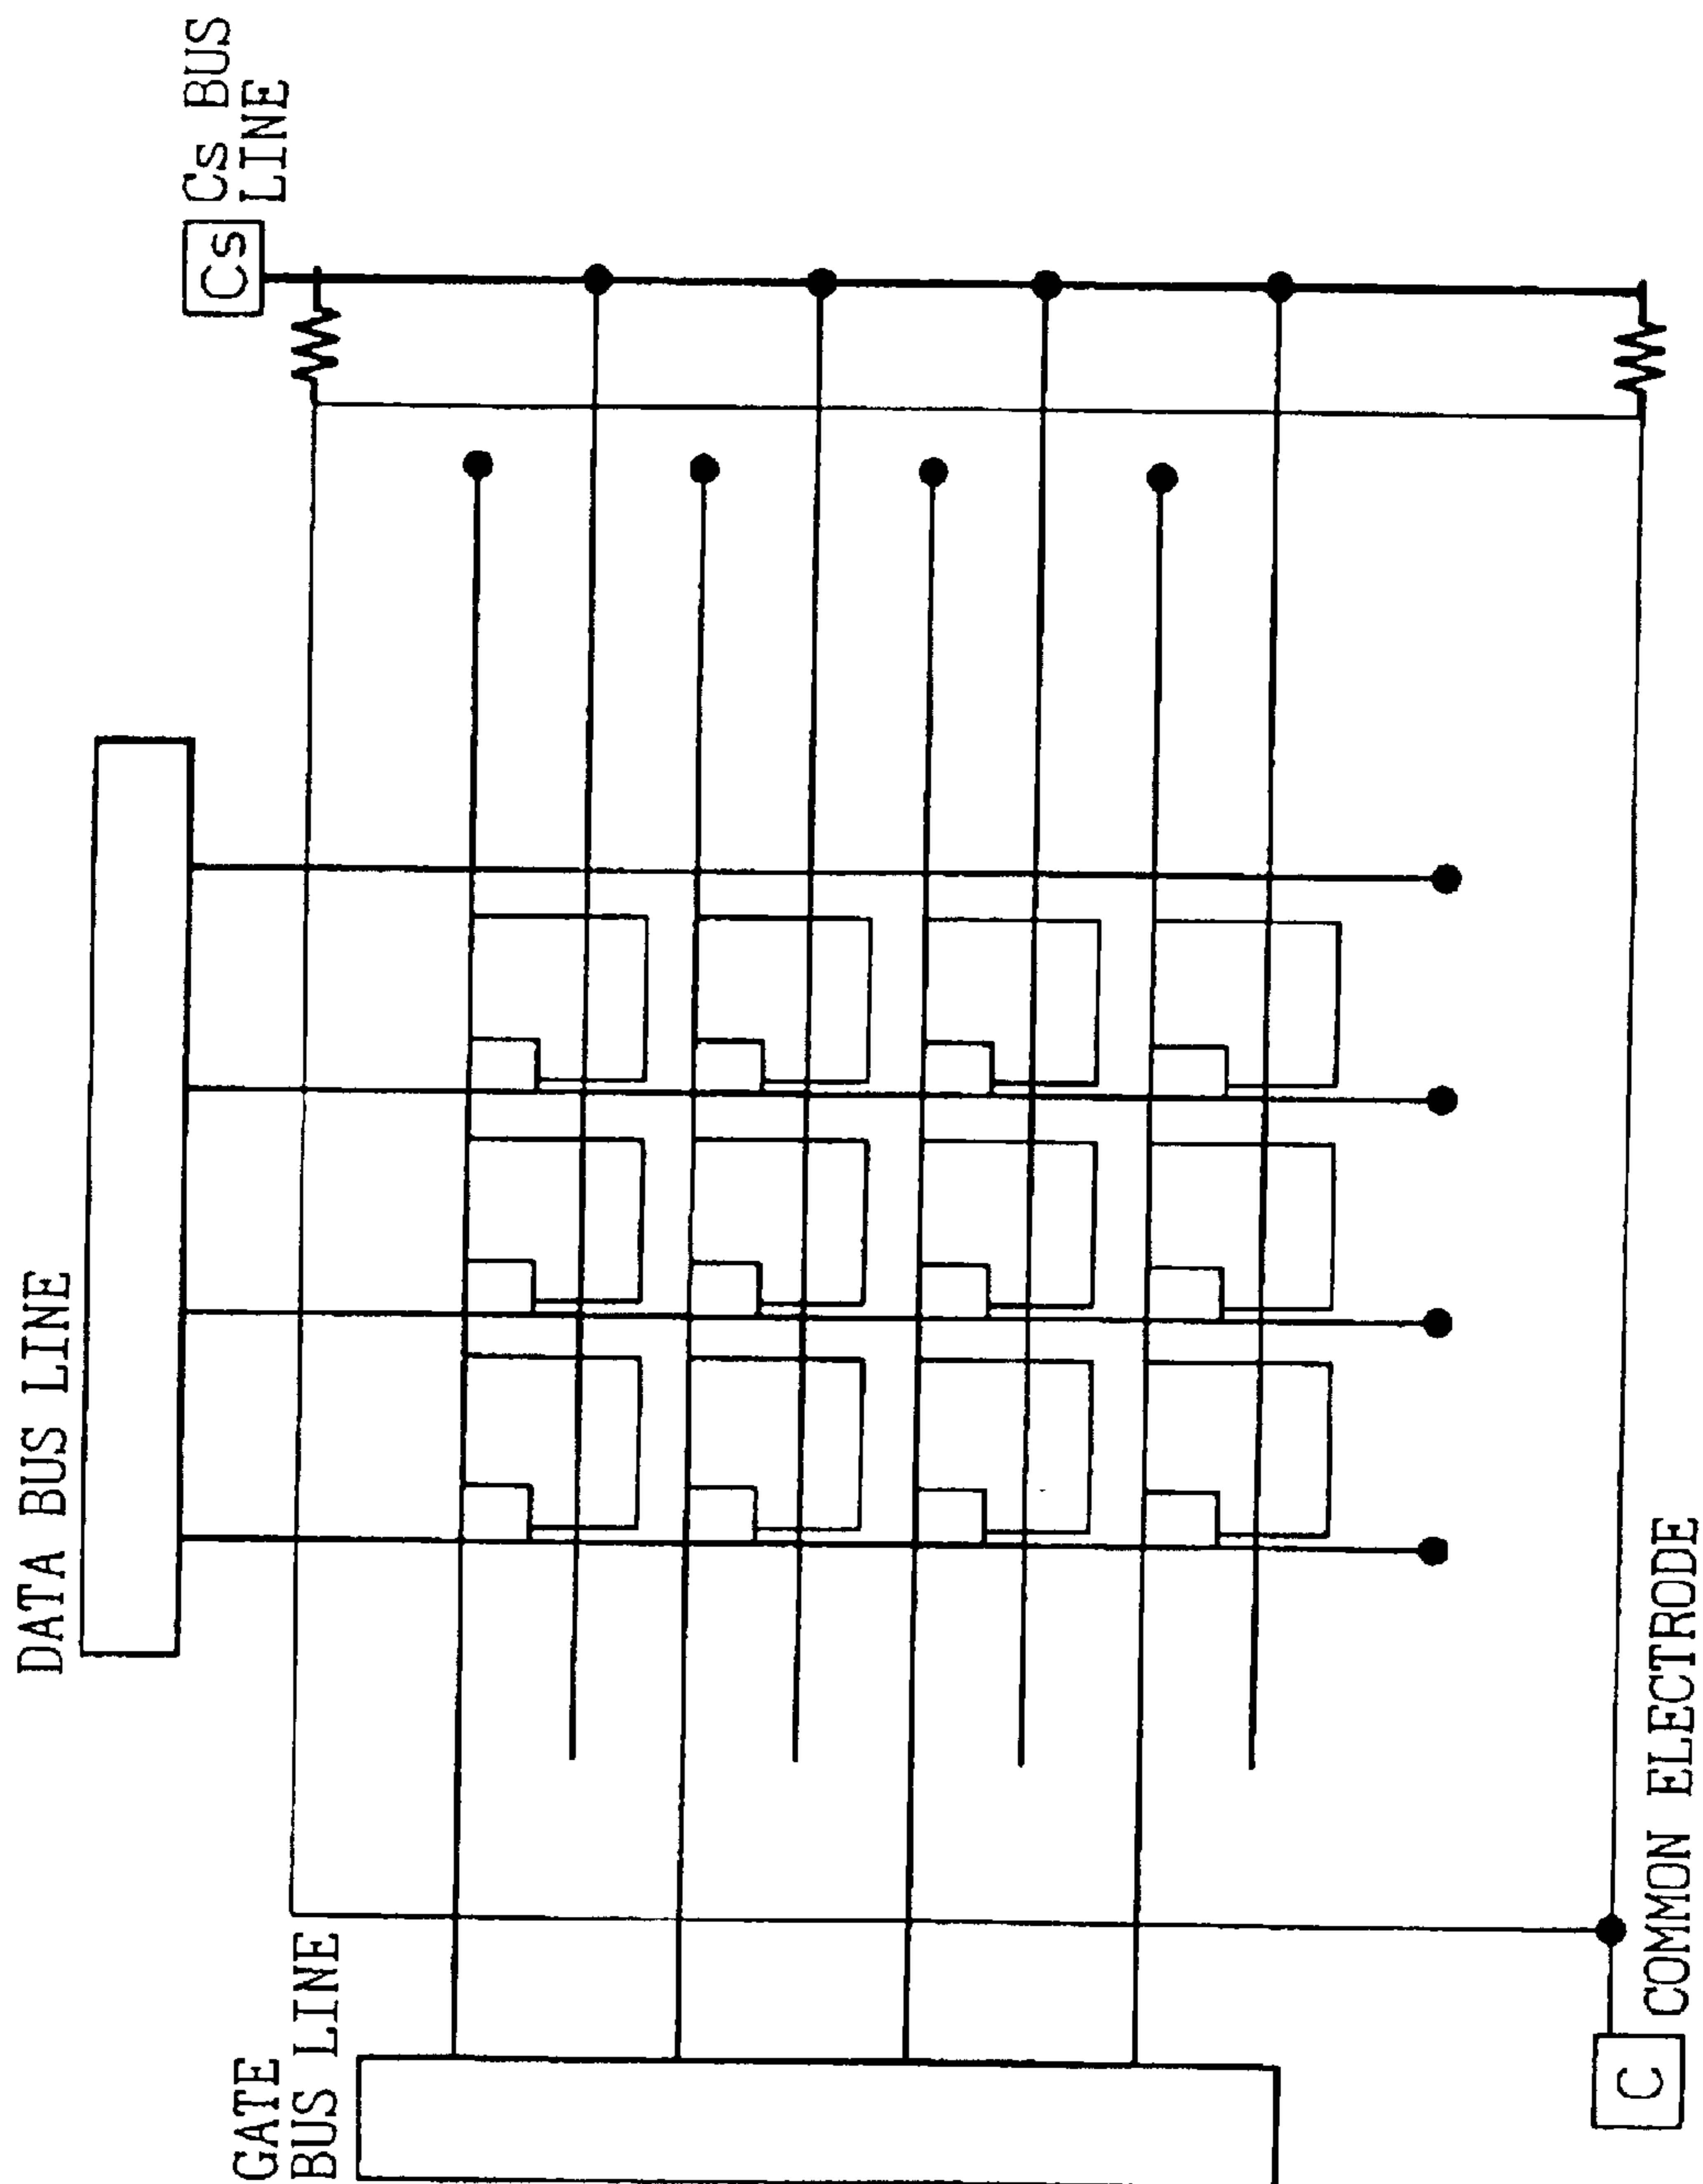 DATA BUS LINE
Cs
Cs BUS
LINE
GATE
BUS LINE
C
COMMON ELECTRODE